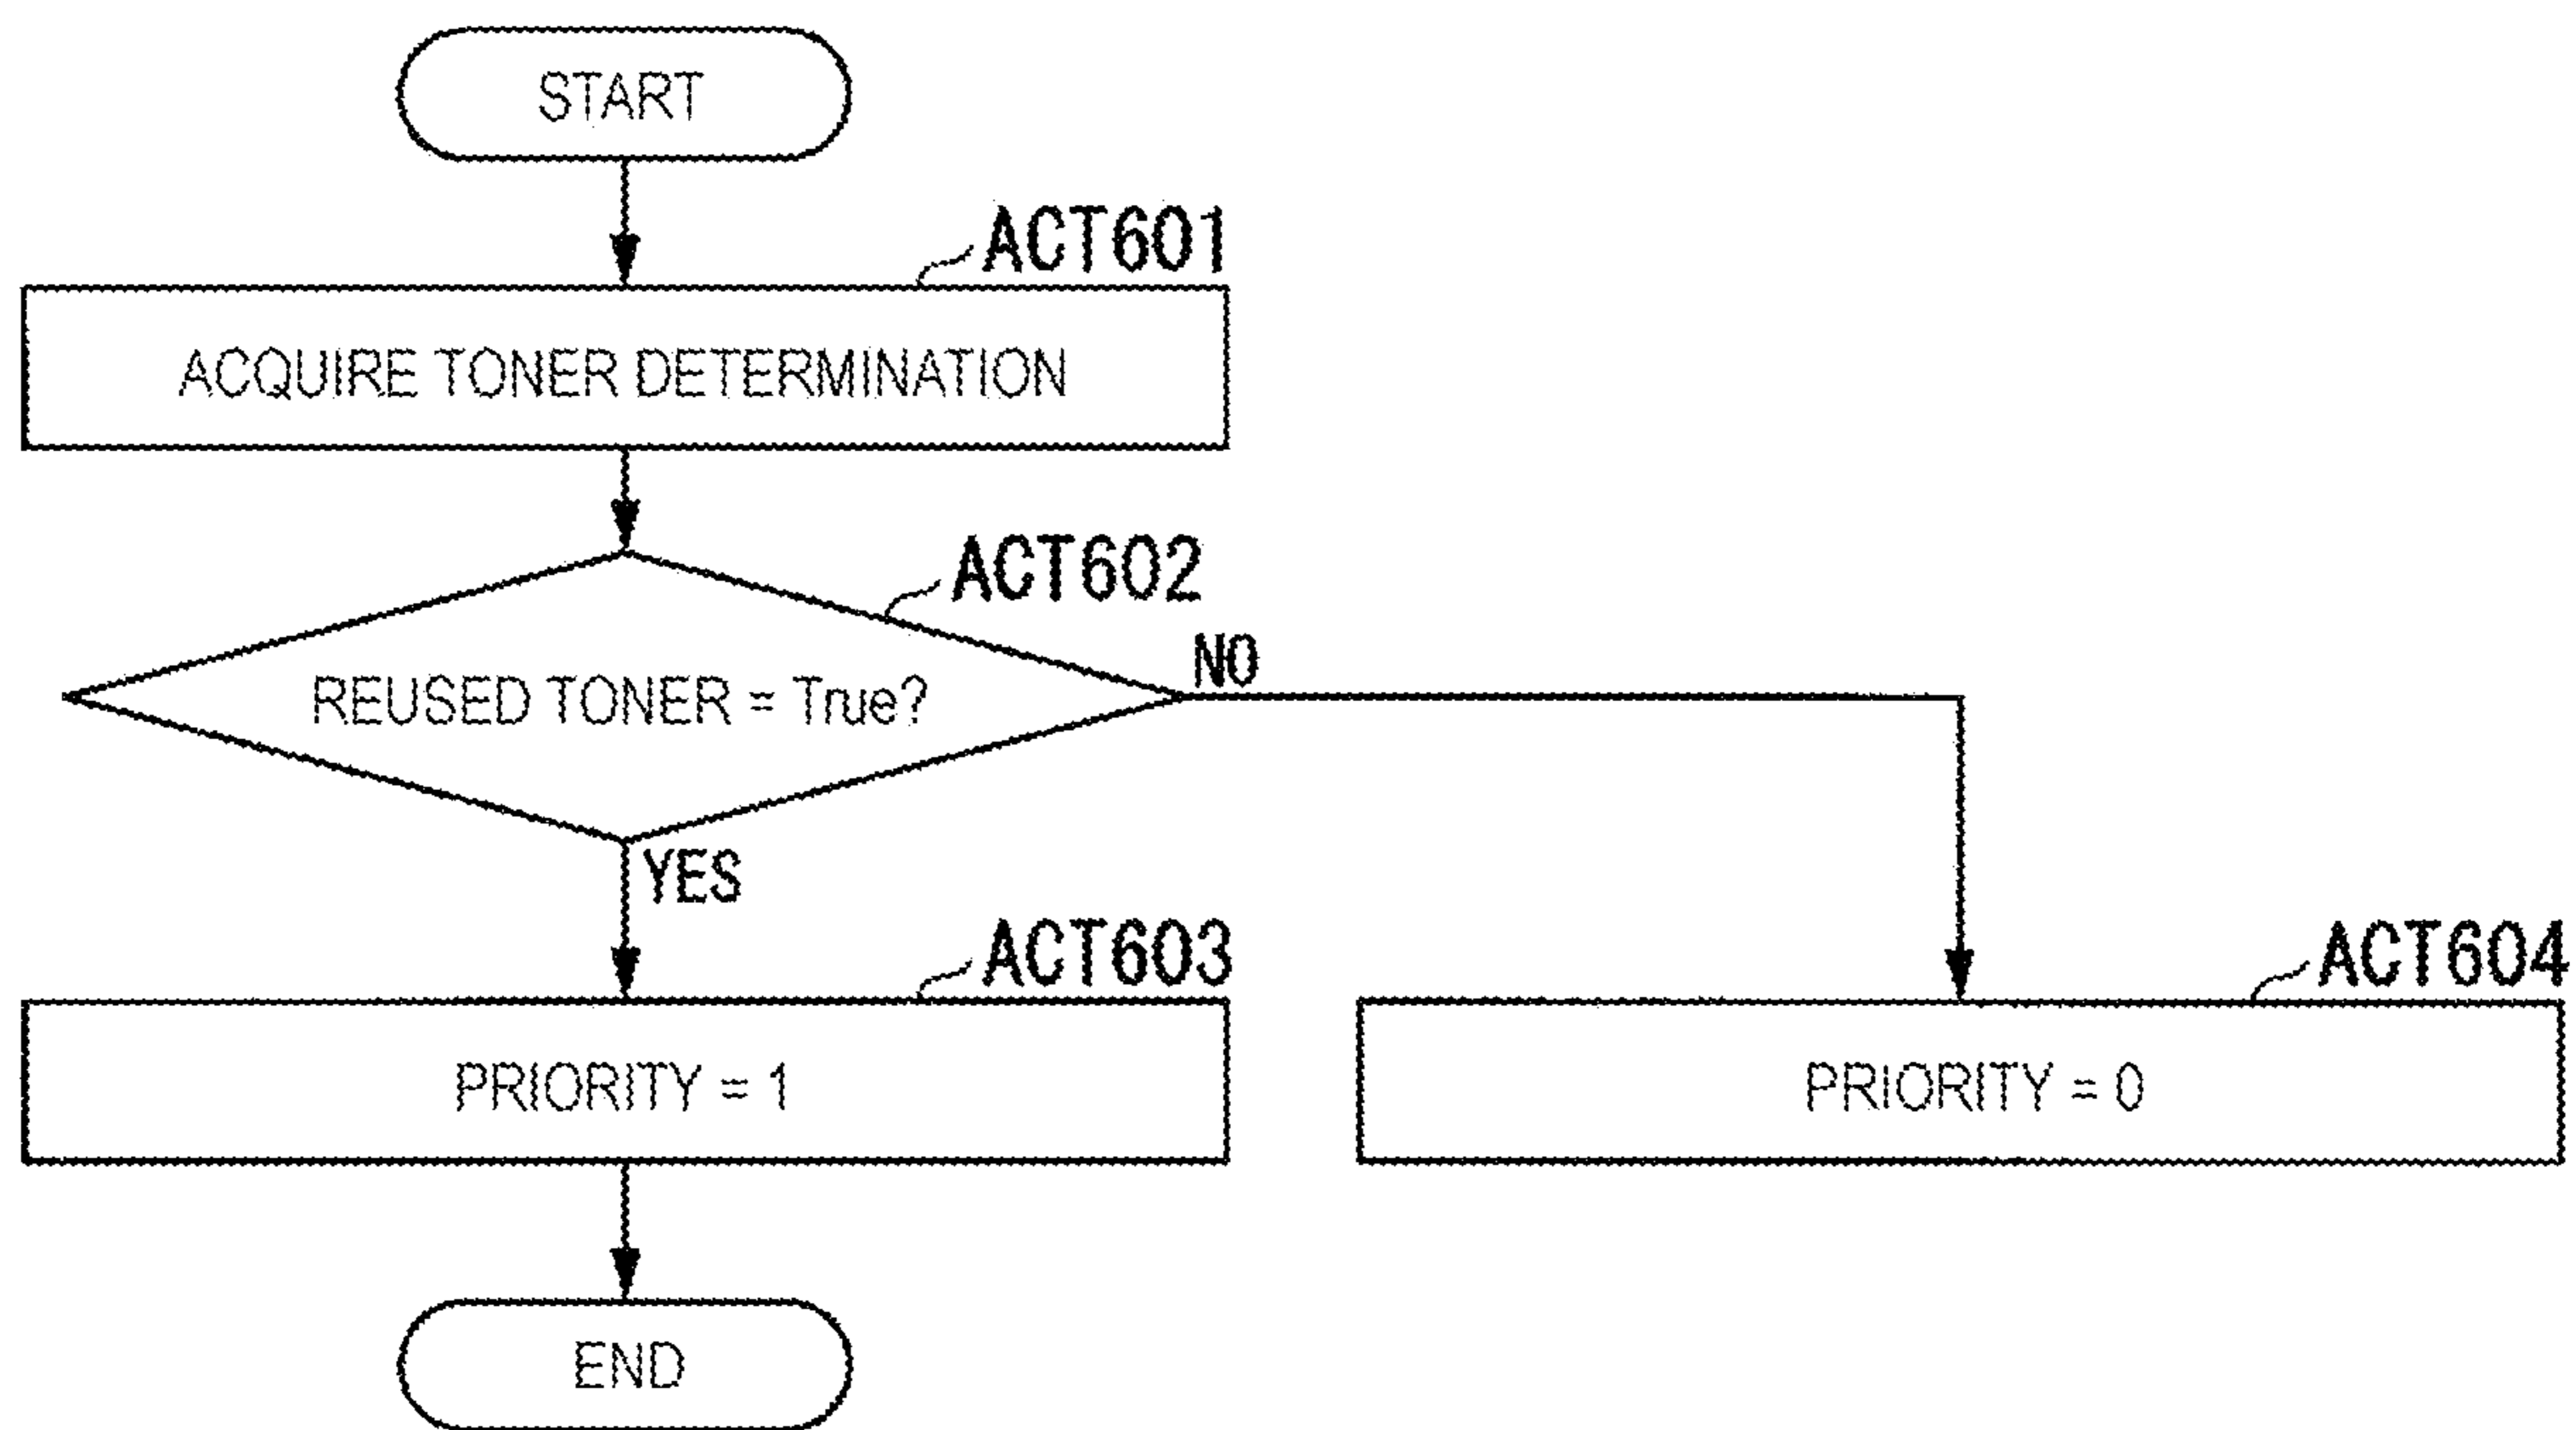 START
ACT601
ACQUIRE TONER DETERMINATION
ACT602
NO
REUSED TONER = True?
YES
ACT603
ACT604
PRIORITY = 1
PRIORITY = 0
END